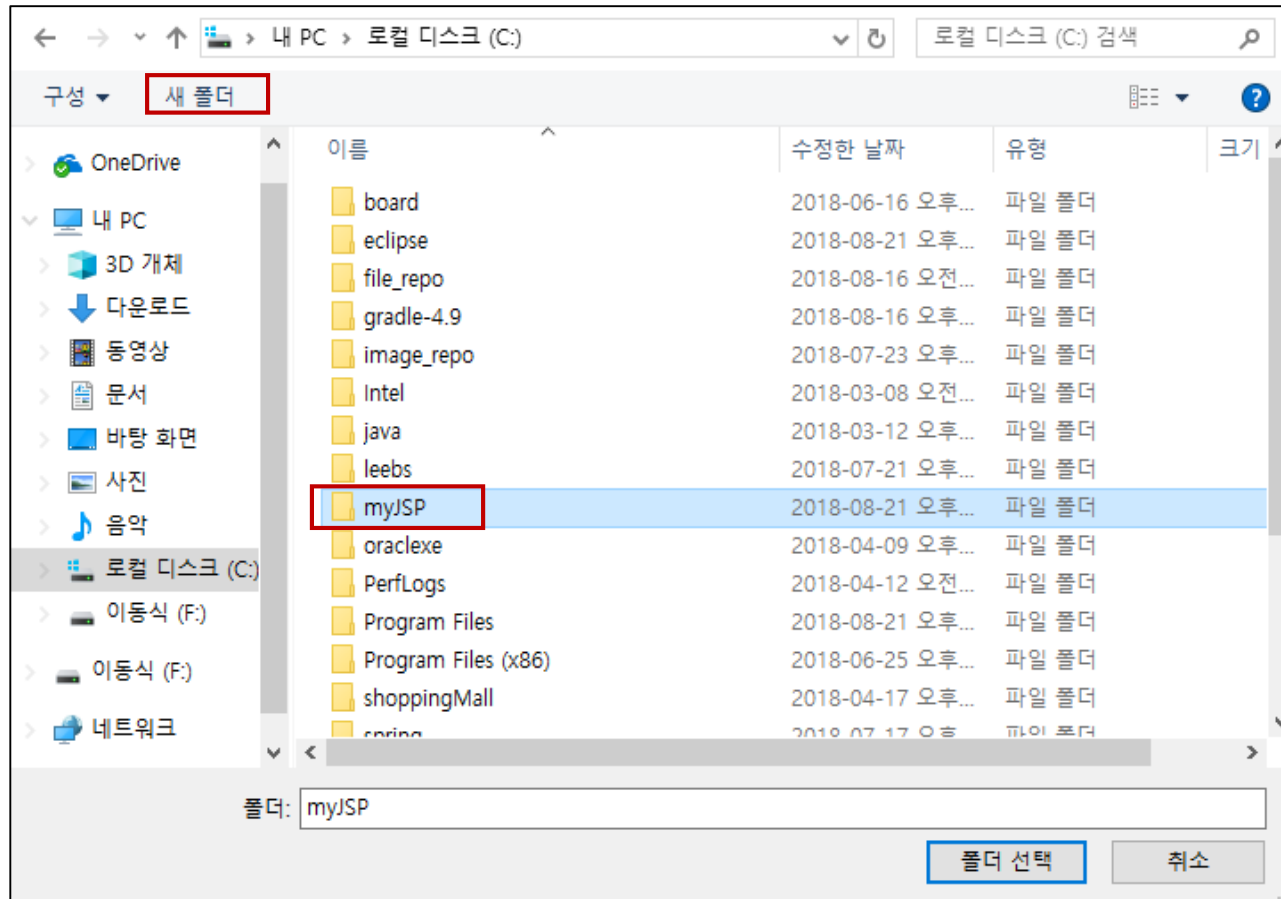 내 PC > 로컬 디스크 (C:) 로컬 디스크 (C:) 검색
구성 새 폴더 ?
이름 수정한 날짜 유형 크기
OneDrive
내 PC
3D 개체
다운로드
동영상
문서
바탕 화면
사진
음악
로컬 디스크 (C:)
이동식 (F:)
이동식 (F:)
네트워크
board 2018-06-16 오후... 파일 폴더
eclipse 2018-08-21 오후... 파일 폴더
file_repo 2018-08-16 오전... 파일 폴더
gradle-4.9 2018-08-16 오후... 파일 폴더
image_repo 2018-07-23 오후... 파일 폴더
Intel 2018-03-08 오전... 파일 폴더
java 2018-03-12 오후... 파일 폴더
leebs 2018-07-21 오후... 파일 폴더
myJSP 2018-08-21 오후... 파일 폴더
oraclexe 2018-04-09 오후... 파일 폴더
PerfLogs 2018-04-12 오전... 파일 폴더
Program Files 2018-08-21 오후... 파일 폴더
Program Files (x86) 2018-06-25 오후... 파일 폴더
shoppingMall 2018-04-17 오후... 파일 폴더
spring 2018-07-17 오후... 파일 폴더
폴더: myJSP
폴더 선택 취소